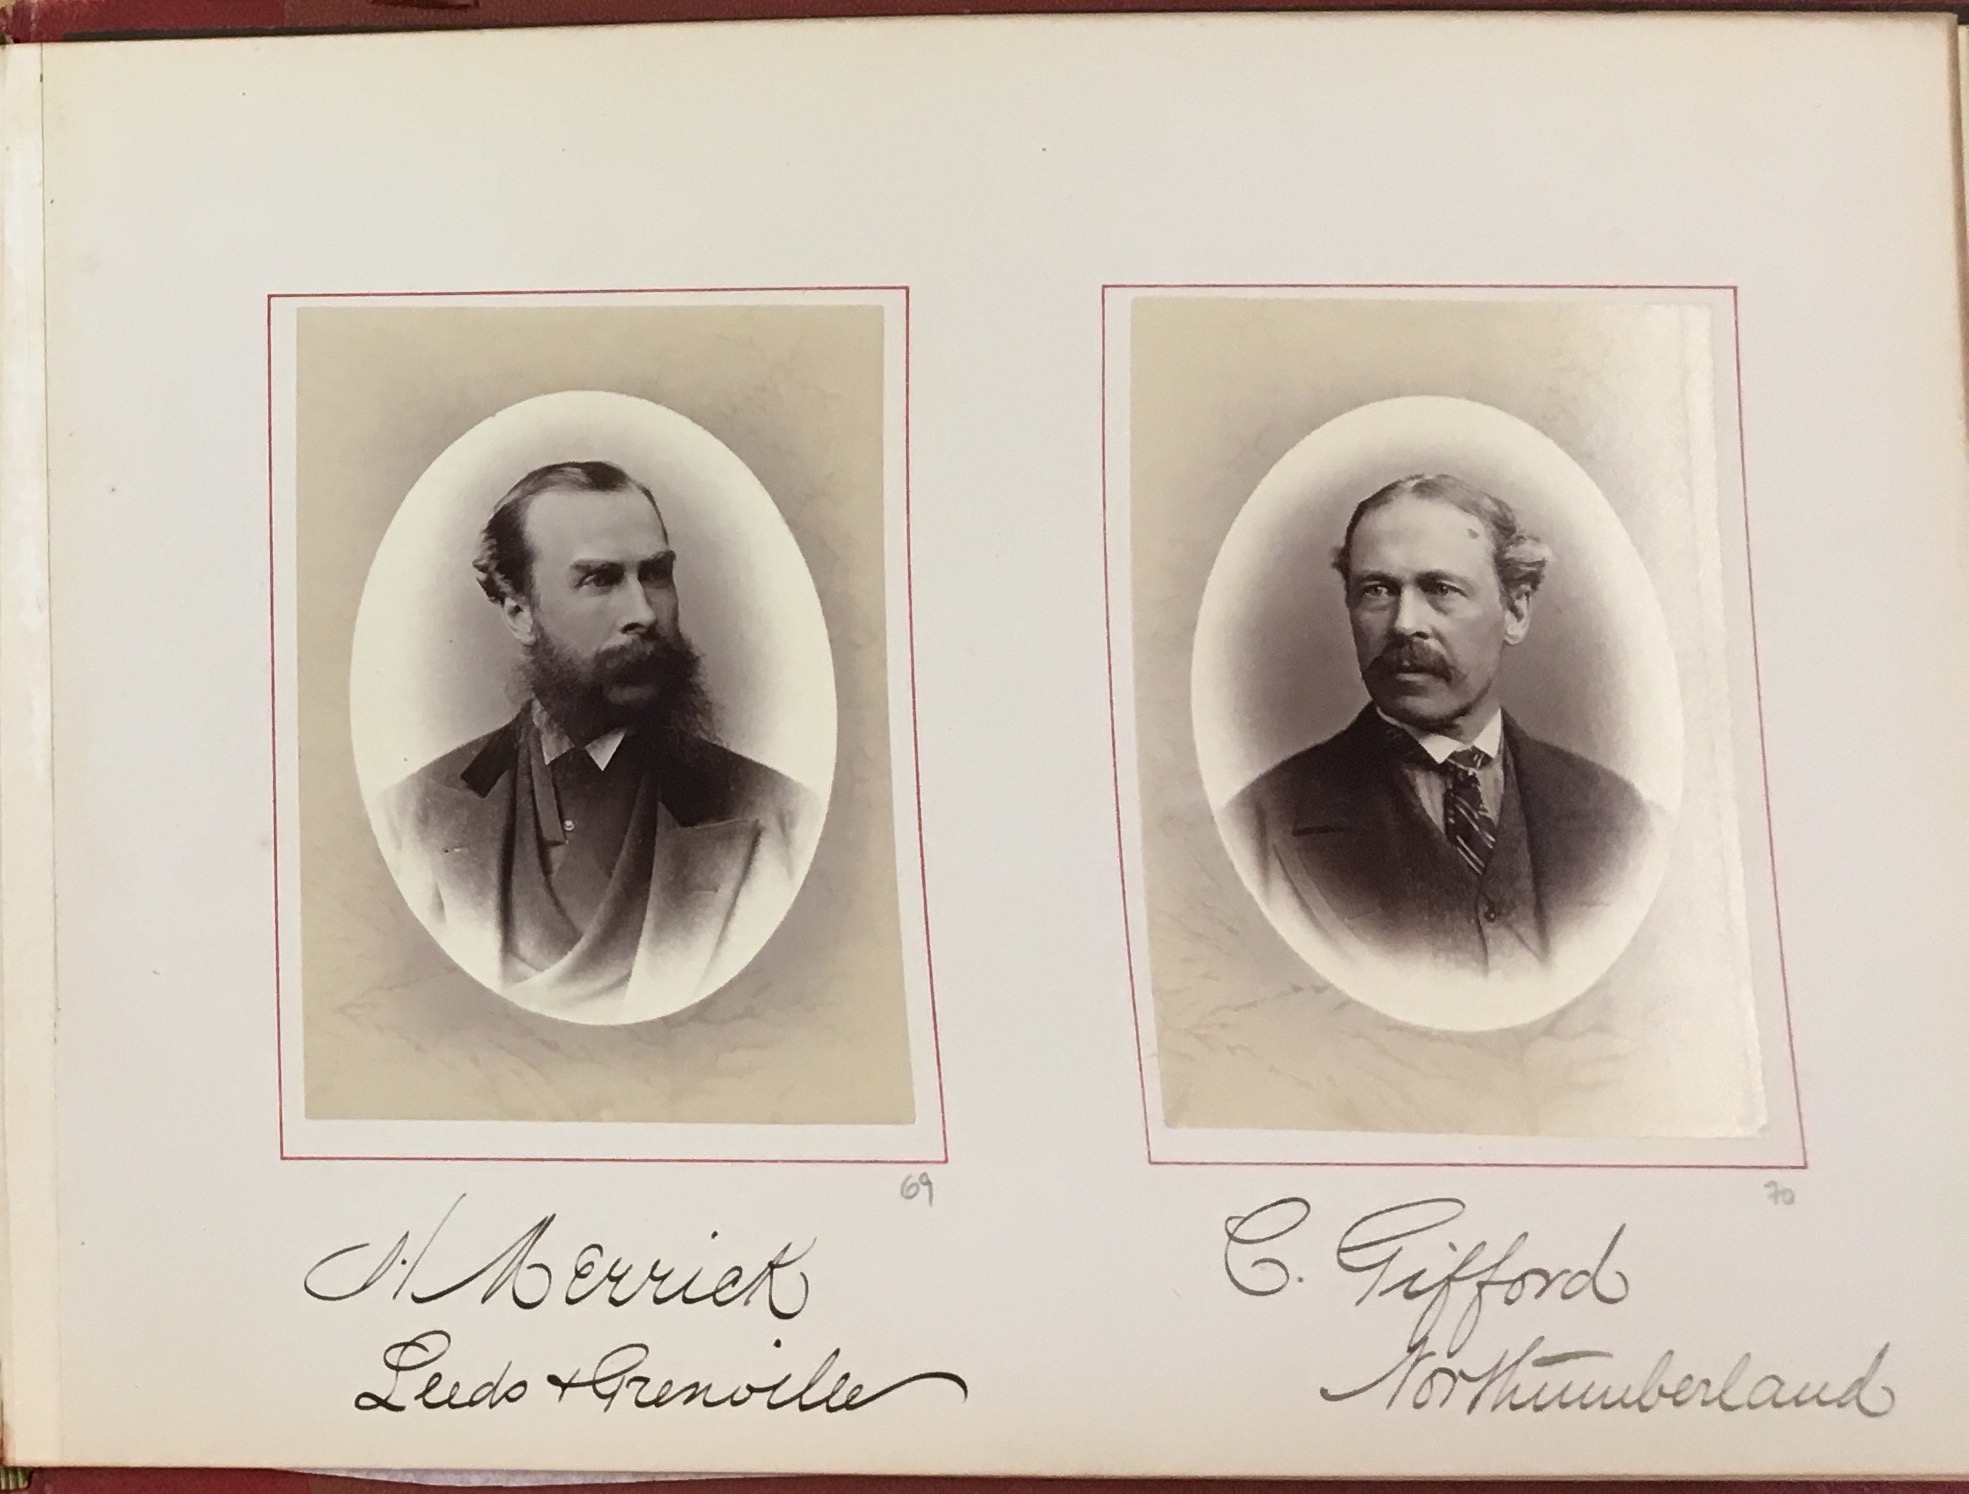 69
H Merrick
Leeds + Grenville
70
C. Gifford
Northumberland